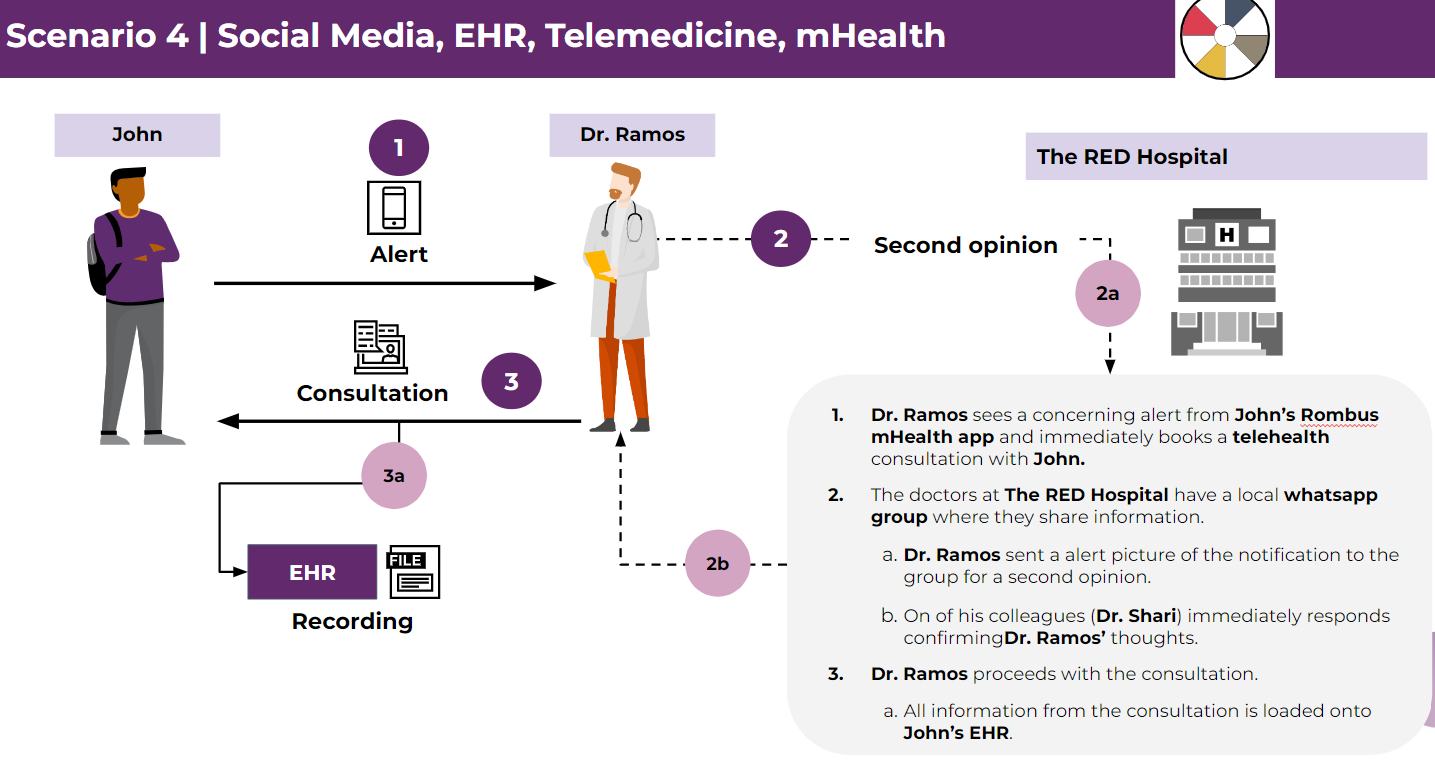 Scenario 4 | Social Media, EHR, Telemedicine, mHealth
John
1
Alert
Dr. Ramos
2
Second opinion
The RED Hospital
H
2a
Consultation
3
3a
EHR
FILE
Recording
2b
1. Dr. Ramos sees a concerning alert from John’s Rombus
mHealth app and immediately books a telehealth
consultation with John.
2. The doctors at The RED Hospital have a local whatsapp
group where they share information.
a. Dr. Ramos sent a alert picture of the notification to the
group for a second opinion.
b. On of his colleagues (Dr. Shari) immediately responds
confirmingDr. Ramos’ thoughts.
3. Dr. Ramos proceeds with the consultation.
a. All information from the consultation is loaded onto
John’s EHR.